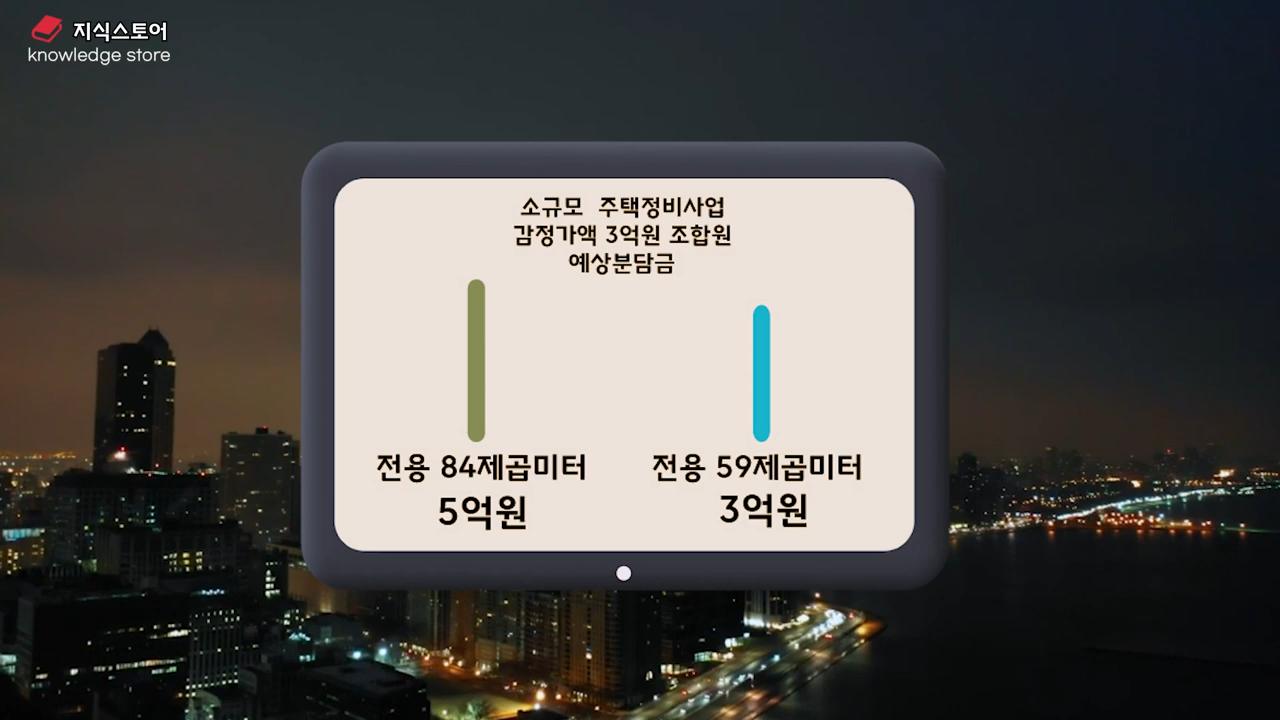 지식스토어
knowledge store
소규모 주택정비사업
감정가액 3억원 조합원
예상분담금
전용 84제곱미터
5억원
전용 59제곱미터
3억원